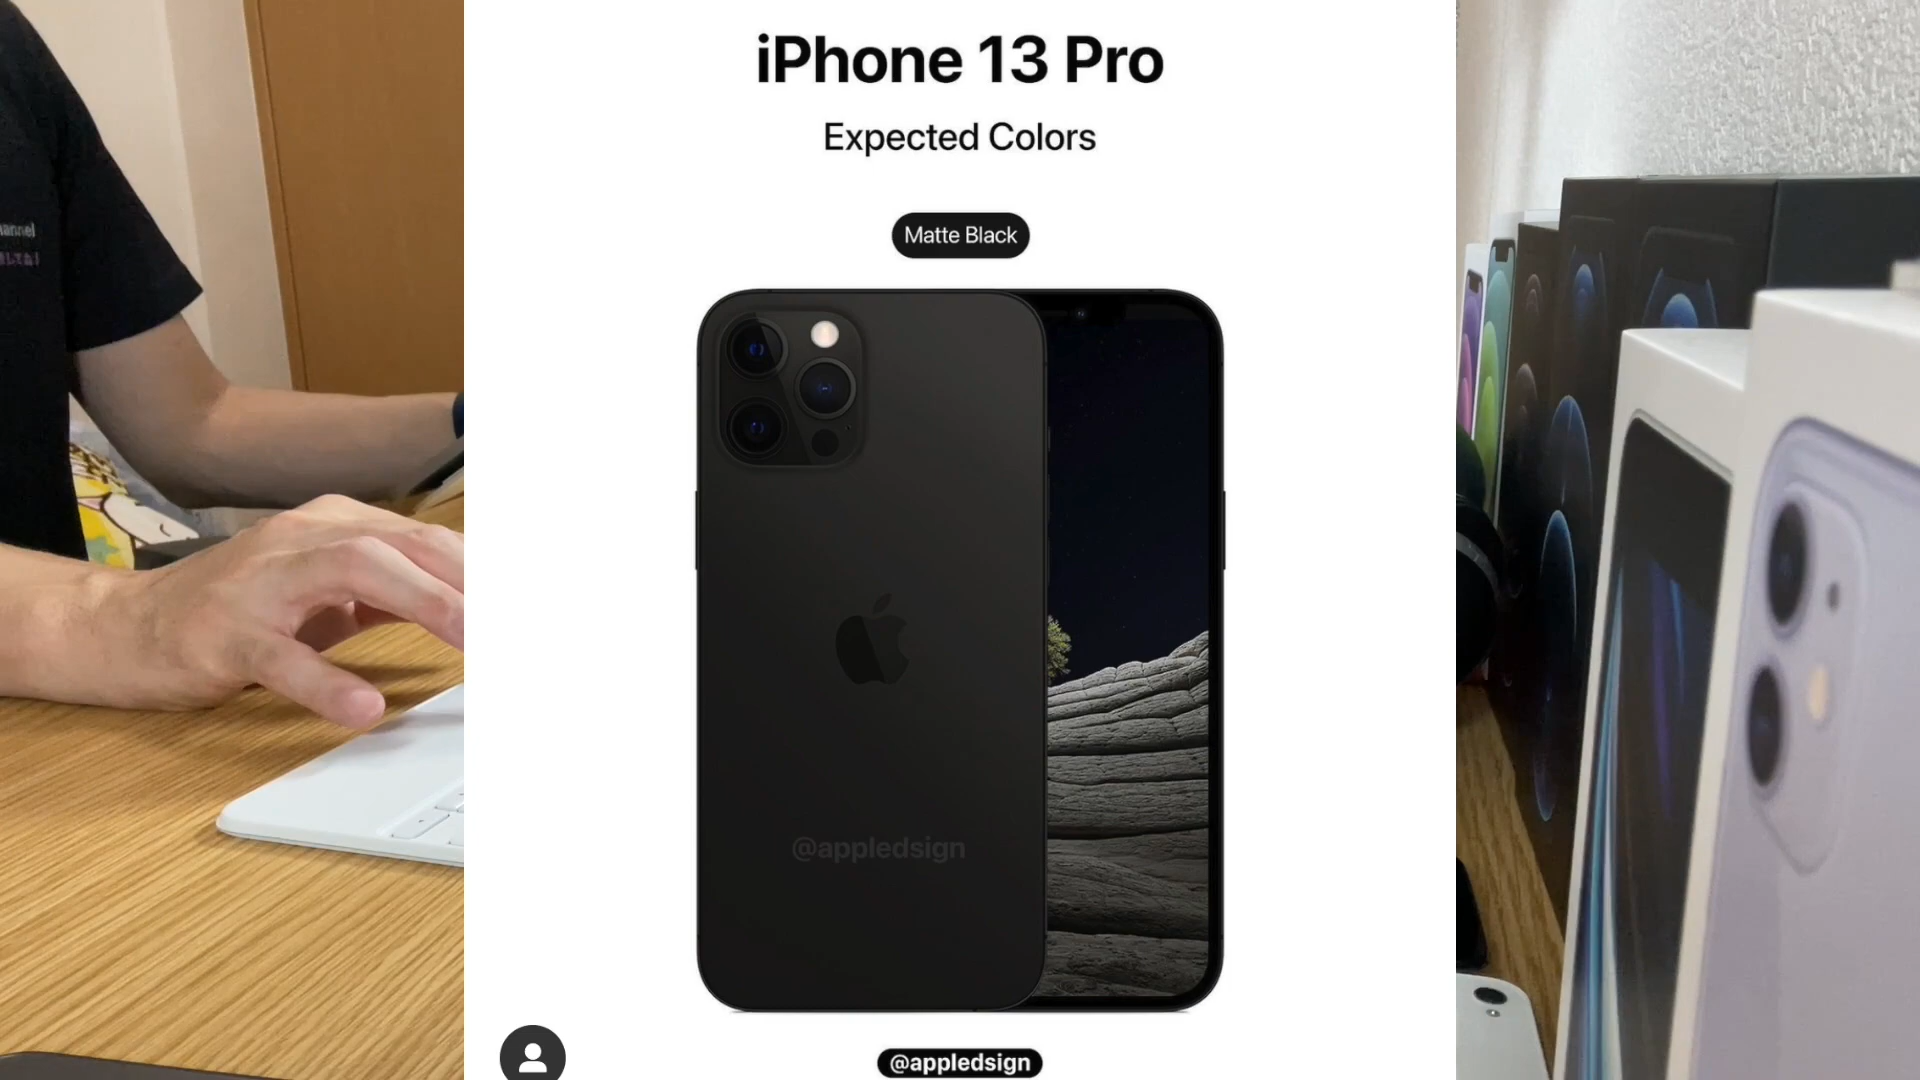 iPhone 13 Pro
Expected Colors
Matte Black
@appledsign
@appledsign